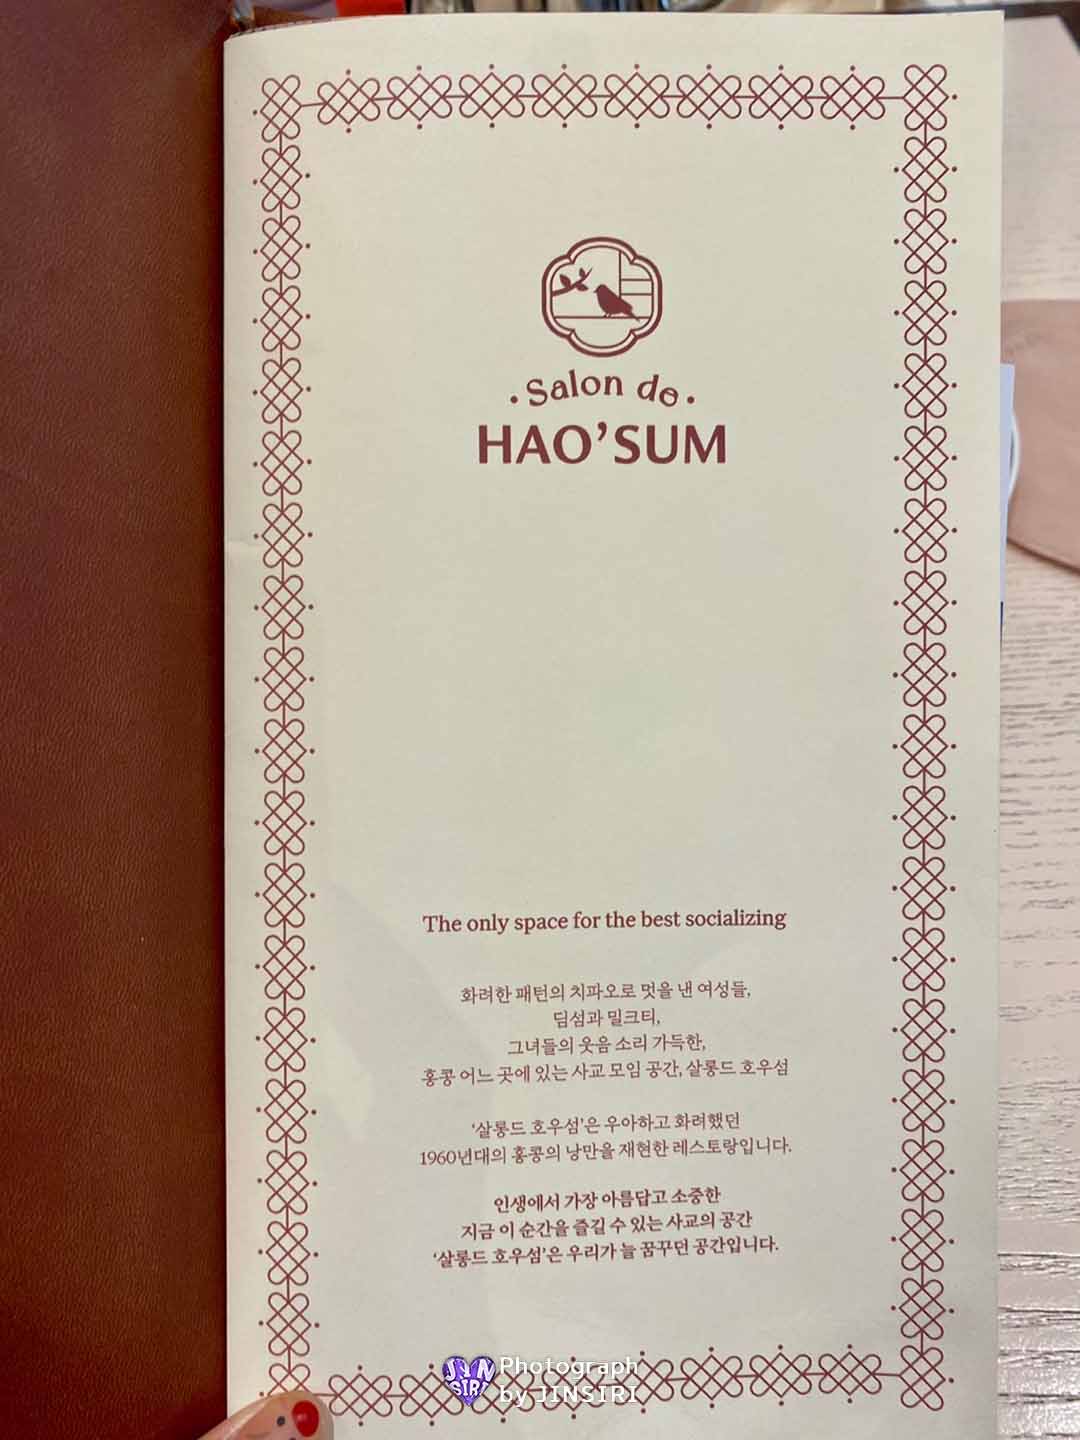 Salon de
HAO'SUM
The only space for the best socializing
화려한 패턴의 치파오로 멋을 낸 여성들,
딤섬과 밀크티,
그녀들의 웃음 소리 가득한,
홍콩 어느 곳에 있는 사교 모임 공간, 살롱드 호우섬
‘살롱드 호우섬’은 우아하고 화려했던
1960년대의 홍콩의 낭만을 재현한 레스토랑입니다.
인생에서 가장 아름답고 소중한
지금 이 순간을 즐길 수 있는 사교의 공간
‘살롱드 호우섬’은 우리가 늘 꿈꾸던 공간입니다.
JIN
SIRI
Photograph
by JINSIRI